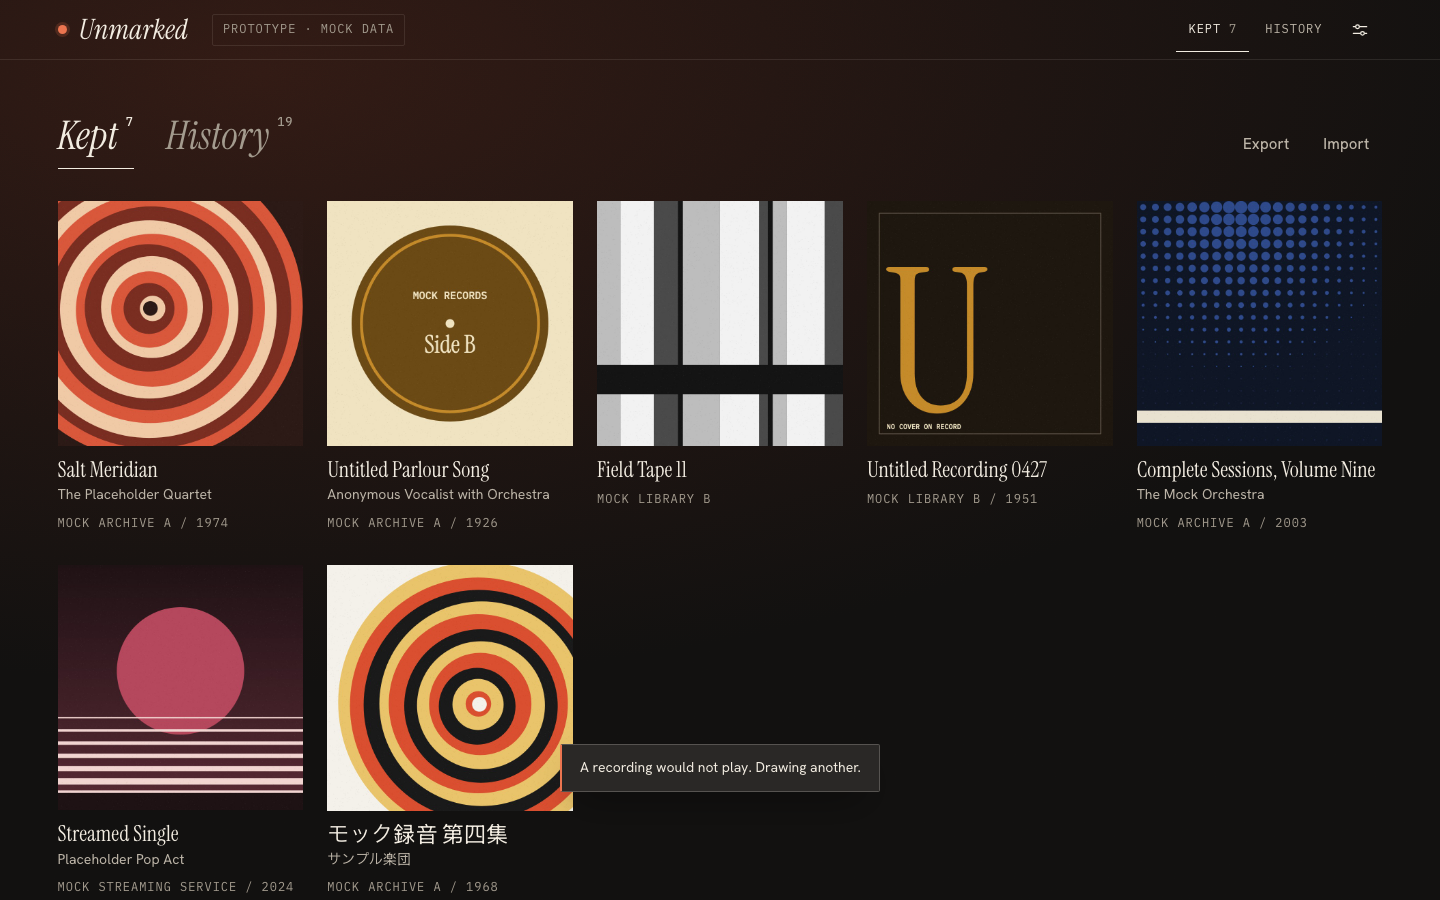 Unmarked
PROTOTYPE · MOCK DATA
KEPT 7
HISTORY
Kept 7
History 19
Export
Import
MOCK RECORDS
Side B
U
NO COVER ON RECORD
Salt Meridian
The Placeholder Quartet
MOCK ARCHIVE A / 1974
Untitled Parlour Song
Anonymous Vocalist with Orchestra
MOCK ARCHIVE A / 1926
Field Tape 11
MOCK LIBRARY B
Untitled Recording 0427
MOCK LIBRARY B / 1951
Complete Sessions, Volume Nine
The Mock Orchestra
MOCK ARCHIVE A / 2003
A recording would not play. Drawing another.
Streamed Single
Placeholder Pop Act
MOCK STREAMING SERVICE / 2024
モック録音 第四集
サンプル楽団
MOCK ARCHIVE A / 1968